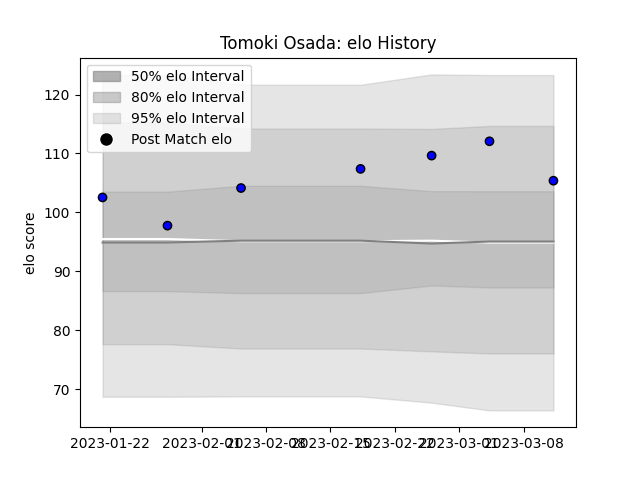 Tomoki Osada: elo History
50% elo Interval
80% elo Interval
95% elo Interval
Post Match elo
elo score
120
110
100
90
80
70
2023-01-22 2023-02-01 2023-02-08 2023-02-15 2023-02-22 2023-03-01 2023-03-08